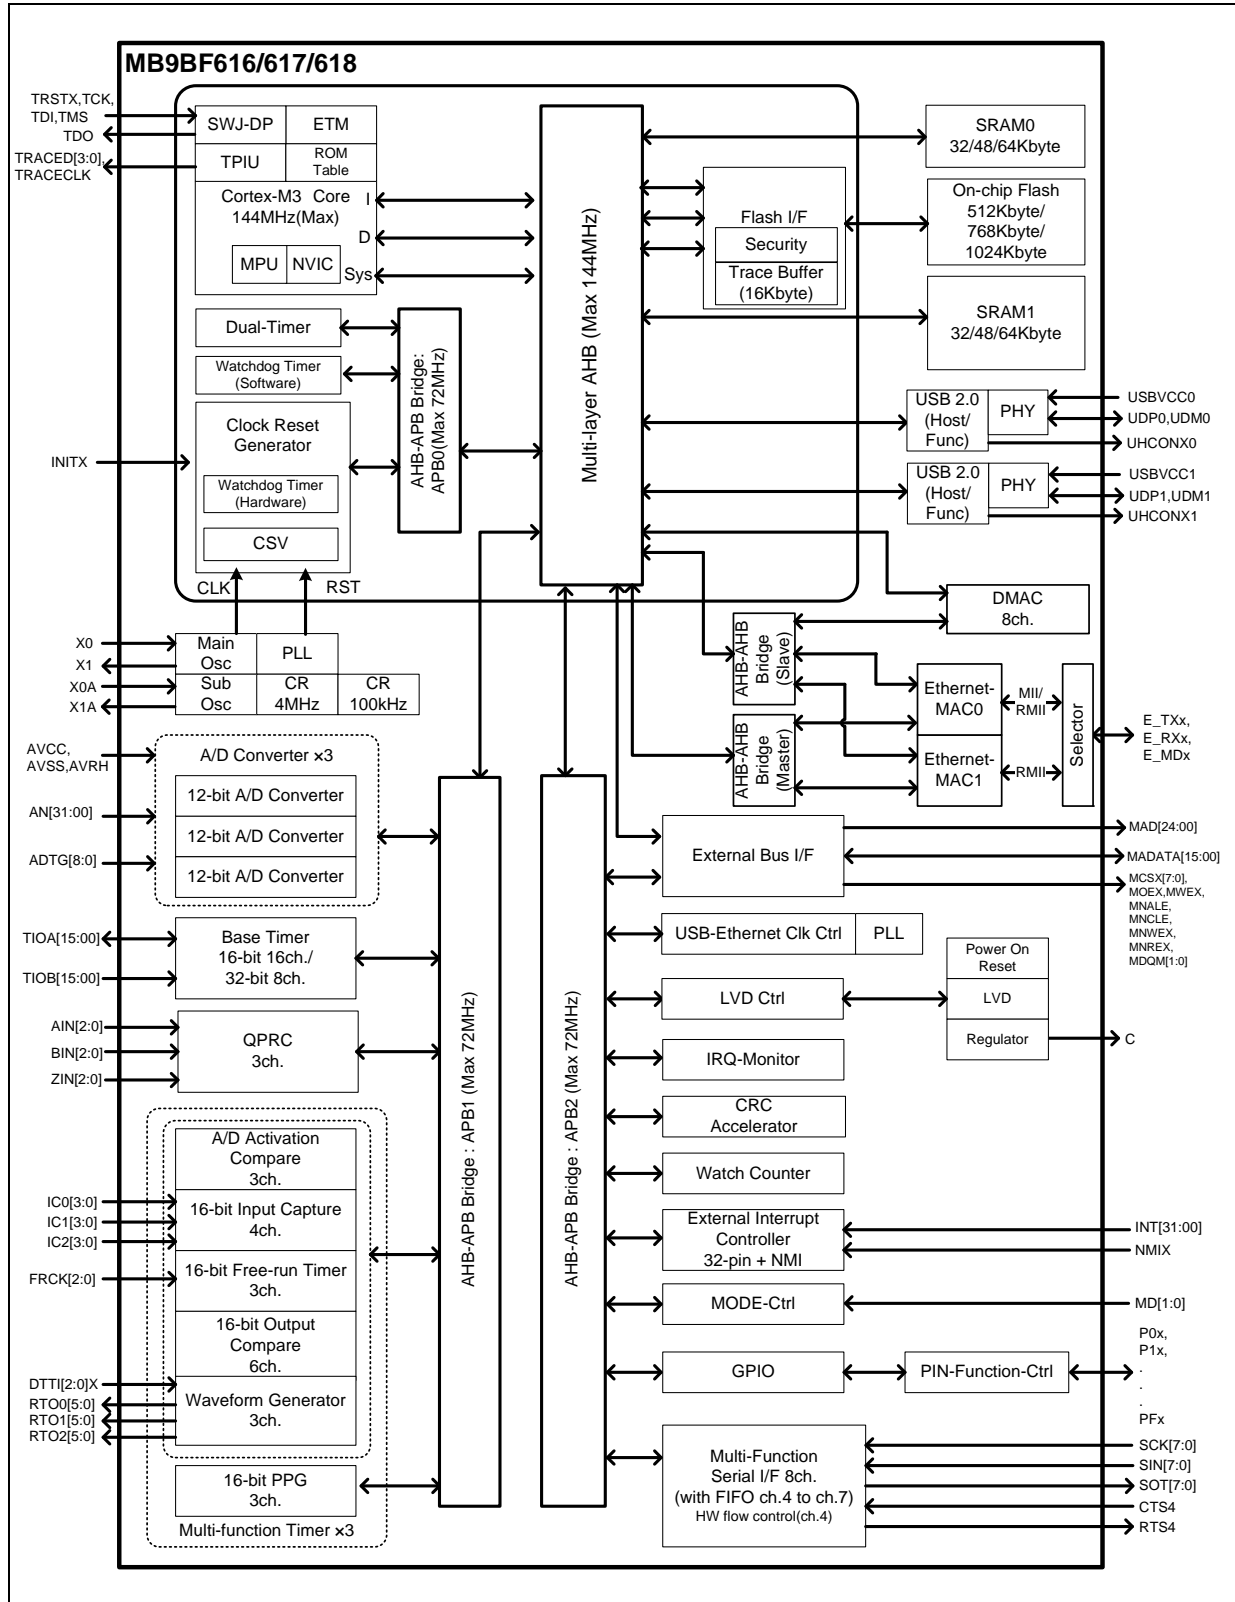 MB9BF616/617/618
TRSTX,TCK,
TDI,TMS
TDO
TRACED[3:0],
TRACECLK
SWJ-DP
ETM
TPIU
ROM
Table
Cortex-M3 Core
144MHz(Max)
I
D
Sys
MPU
NVIC
Dual-Timer
Watchdog Timer
(Software)
Clock Reset
Generator
Watchdog Timer
(Hardware)
CSV
INITX
CLK
RST
AHB-APB Bridge:
APB0(Max 72MHz)
Multi-layer AHB (Max 144MHz)
Flash I/F
Security
Trace Buffer
(16Kbyte)
SRAM0
32/48/64Kbyte
On-chip Flash
512Kbyte/
768Kbyte/
1024Kbyte
SRAM1
32/48/64Kbyte
USB 2.0
(Host/
Func)
PHY
USBVCC0
UDP0,UDM0
UHCONX0
USB 2.0
(Host/
Func)
PHY
USBVCC1
UDP1,UDM1
UHCONX1
DMAC
8ch.
AHB-AHB
Bridge
(Slave)
AHB-AHB
Bridge
(Master)
Ethernet-
MAC0
Ethernet-
MAC1
MII/
RMII
RMII
Selector
E_TXx,
E_RXx,
E_MDx
X0
X1
X0A
X1A
Main
Osc
PLL
Sub
Osc
CR
4MHz
CR
100kHz
AVCC,
AVSS,AVRH
AN[31:00]
ADTG[8:0]
A/D Converter ×3
12-bit A/D Converter
12-bit A/D Converter
12-bit A/D Converter
TIOA[15:00]
TIOB[15:00]
Base Timer
16-bit 16ch./
32-bit 8ch.
AIN[2:0]
BIN[2:0]
ZIN[2:0]
QPRC
3ch.
A/D Activation
Compare
3ch.
IC0[3:0]
IC1[3:0]
IC2[3:0]
16-bit Input Capture
4ch.
FRCK[2:0]
16-bit Free-run Timer
3ch.
16-bit Output
Compare
6ch.
DTTI[2:0]X
RTO0[5:0]
RTO1[5:0]
RTO2[5:0]
Waveform Generator
3ch.
16-bit PPG
3ch.
Multi-function Timer ×3
AHB-APB Bridge : APB1 (Max 72MHz)
AHB-APB Bridge : APB2 (Max 72MHz)
External Bus I/F
MAD[24:00]
MADATA[15:00]
MCSX[7:0],
MOEX,MWEX,
MNALE,
MNCLE,
MNWEX,
MNREX,
MDQM[1:0]
USB-Ethernet Clk Ctrl
PLL
LVD Ctrl
Power On
Reset
LVD
Regulator
C
IRQ-Monitor
CRC
Accelerator
Watch Counter
External Interrupt
Controller
32-pin + NMI
INT[31:00]
NMIX
MODE-Ctrl
MD[1:0]
GPIO
PIN-Function-Ctrl
P0x,
P1x,
.
.
.
PFx
Multi-Function
Serial I/F 8ch.
(with FIFO ch.4 to ch.7)
HW flow control(ch.4)
SCK[7:0]
SIN[7:0]
SOT[7:0]
CTS4
RTS4